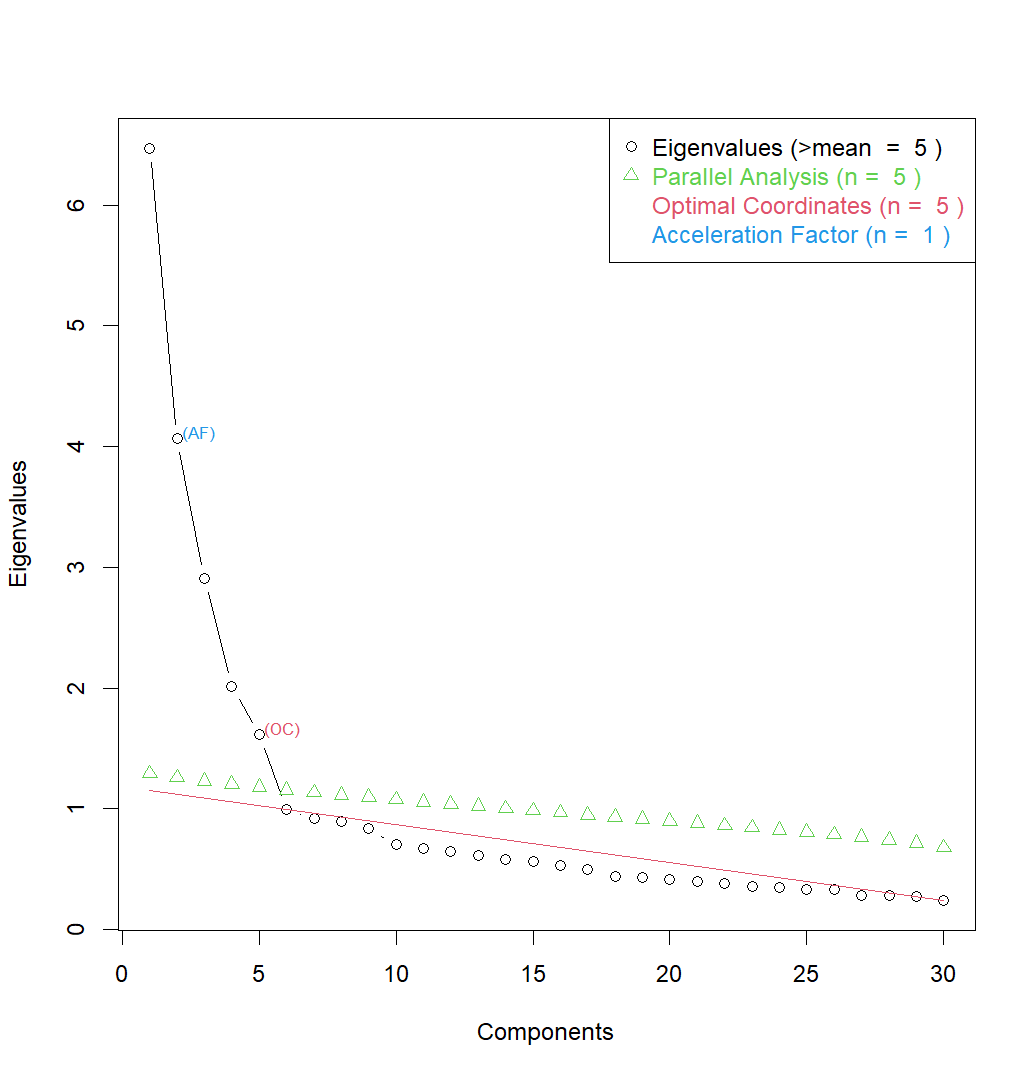 Eigenvalues (>mean  =  5 )
Parallel Analysis (n =  5 )
Optimal Coordinates (n =  5 )
Acceleration Factor (n =  1 )
6
5
4
3
2
1
0
Eigenvalues
(AF)
(OC)
0 5 10 15 20 25 30
Components